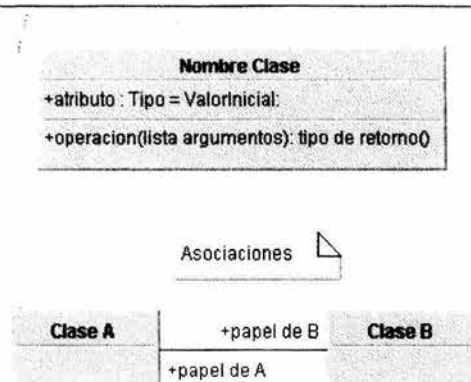 Nombre Clase
+atributo : Tipo = ValorInicial:
+operacion(lista argumentos): tipo de retorno()
Asociaciones
Clase A
+papel de B
Clase B
+papel de A